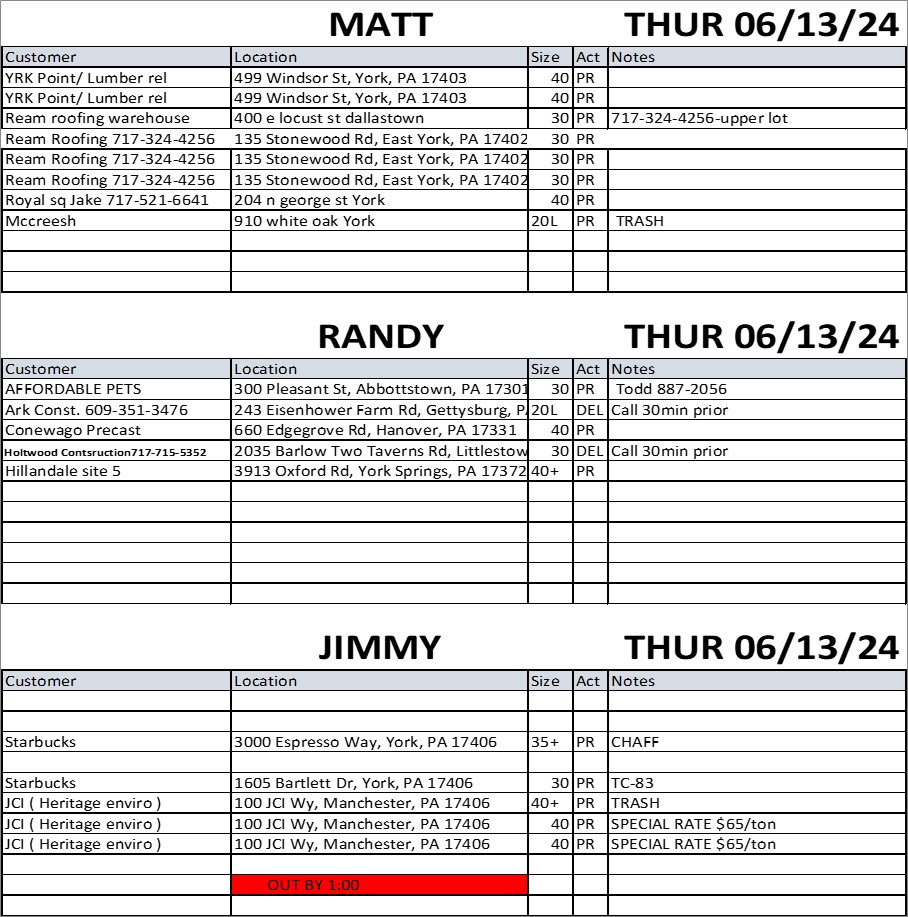 MATT THUR 06/13/24
Customer Location Size Act Notes
YRK Point/ Lumber rel 499 Windsor St, York, PA 17403 40 PR
YRK Point/ Lumber rel 499 Windsor St, York, PA 17403 40 PR
Ream roofing warehouse 400 e locust st dallastown 30 PR 717-324-4256-upper lot
Ream Roofing 717-324-4256 135 Stonewood Rd, East York, PA 17402 30 PR
Ream Roofing 717-324-4256 135 Stonewood Rd, East York, PA 17402 30 PR
Ream Roofing 717-324-4256 135 Stonewood Rd, East York, PA 17402 30 PR
Royal sq Jake 717-521-6641 204 n george st York 40 PR
Mccreesh 910 white oak York 20L PR TRASH
RANDY THUR 06/13/24
Customer Location Size Act Notes
AFFORDABLE PETS 300 Pleasant St, Abbottstown, PA 17301 30 PR Todd 887-2056
Ark Const. 609-351-3476 243 Eisenhower Farm Rd, Gettysburg, PA 20L DEL Call 30min prior
Conewago Precast 660 Edgegrove Rd, Hanover, PA 17331 40 PR
Holtwood Contsruction717-715-5352 2035 Barlow Two Taverns Rd, Littlestow 30 DEL Call 30min prior
Hillandale site 5 3913 Oxford Rd, York Springs, PA 17372 40+ PR
JIMMY THUR 06/13/24
Customer Location Size Act Notes
Starbucks 3000 Espresso Way, York, PA 17406 35+ PR CHAFF
Starbucks 1605 Bartlett Dr, York, PA 17406 30 PR TC-83
JCI ( Heritage enviro ) 100 JCI Wy, Manchester, PA 17406 40+ PR TRASH
JCI ( Heritage enviro ) 100 JCI Wy, Manchester, PA 17406 40 PR SPECIAL RATE $65/ton
JCI ( Heritage enviro ) 100 JCI Wy, Manchester, PA 17406 40 PR SPECIAL RATE $65/ton
OUT BY 1:00